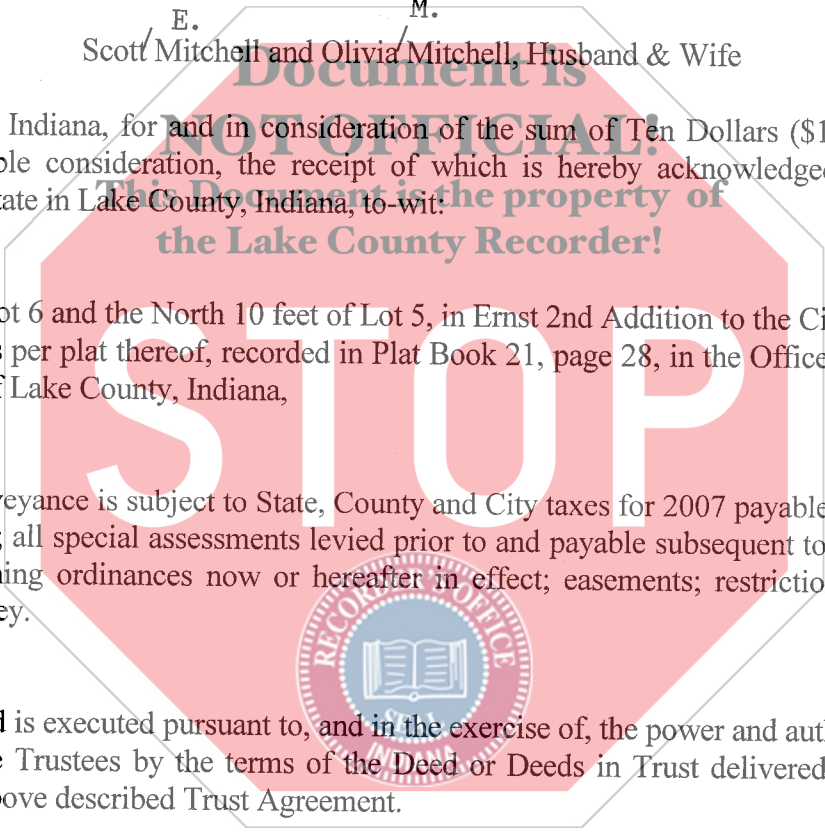 E. M.
Scott/ Mitchell and Olivia/ Mitchell, Husband & Wife
Document is
Indiana, for and in consideration of the sum of Ten Dollars ($1
NOT OFFICIAL!
ble consideration, the receipt of which is hereby acknowledged
This Document is the property of
tate in Lake County, Indiana, to-wit:
the Lake County Recorder!
ot 6 and the North 10 feet of Lot 5, in Ernst 2nd Addition to the Ci
s per plat thereof, recorded in Plat Book 21, page 28, in the Office
f Lake County, Indiana,
STOP
veyance is subject to State, County and City taxes for 2007 payable
; all special assessments levied prior to and payable subsequent to
ning ordinances now or hereafter in effect; easements; restrictio
ey.
RECORDER'S OFFICE
SEAL
INDIANA
d is executed pursuant to, and in the exercise of, the power and aut
e Trustees by the terms of the Deed or Deeds in Trust delivered
bove described Trust Agreement.